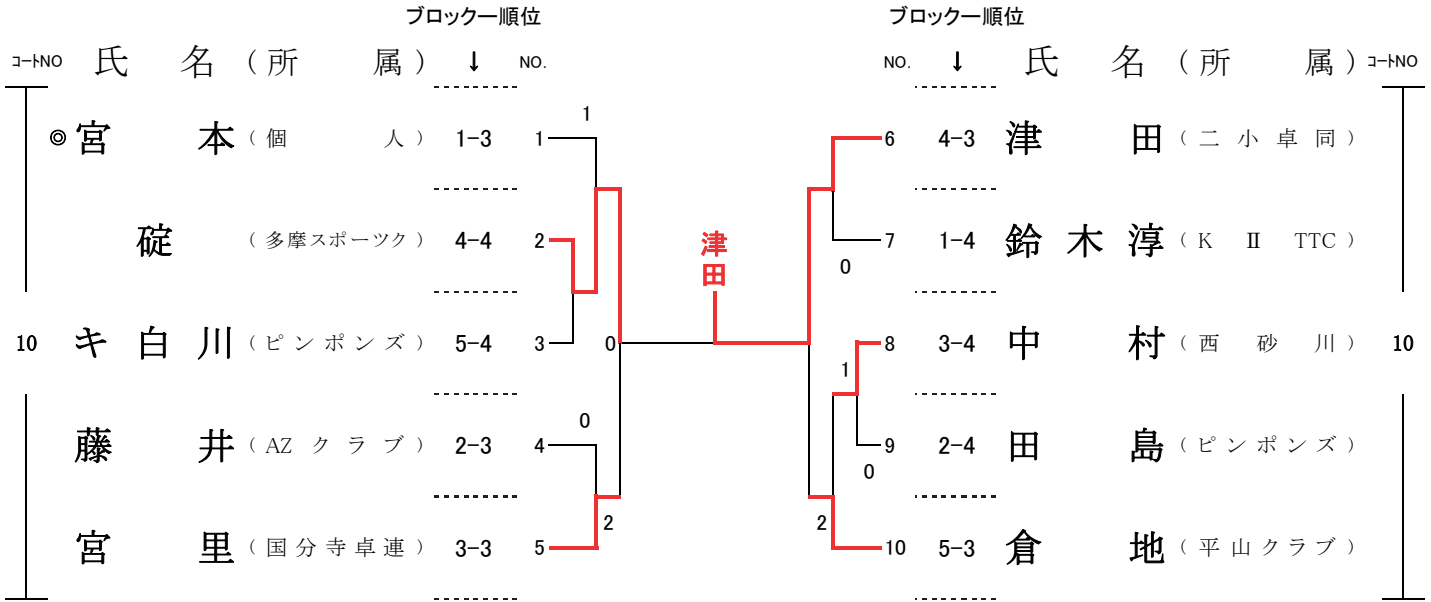 ブロックー順位 ブロックー順位
コートNO 氏 名 (所 属) ↓ NO. NO. ↓ 氏 名 (所 属) コートNO
1
◎ 宮 本 (個 人) 1-3 1 6 4-3 津 田 (二小卓同)
碇 (多摩スポーツク) 4-4 2 津田 7 1-4 鈴木淳 (K Ⅱ TTC)
0
10 キ白川 (ピンポンズ) 5-4 3 0 8 3-4 中 村 (西 砂 川) 10
1
0
藤 井 (AZ クラブ) 2-3 4 9 2-4 田 島 (ピンポンズ)
0
2 2
宮 里 (国分寺卓連) 3-3 5 10 5-3 倉 地 (平山クラブ)